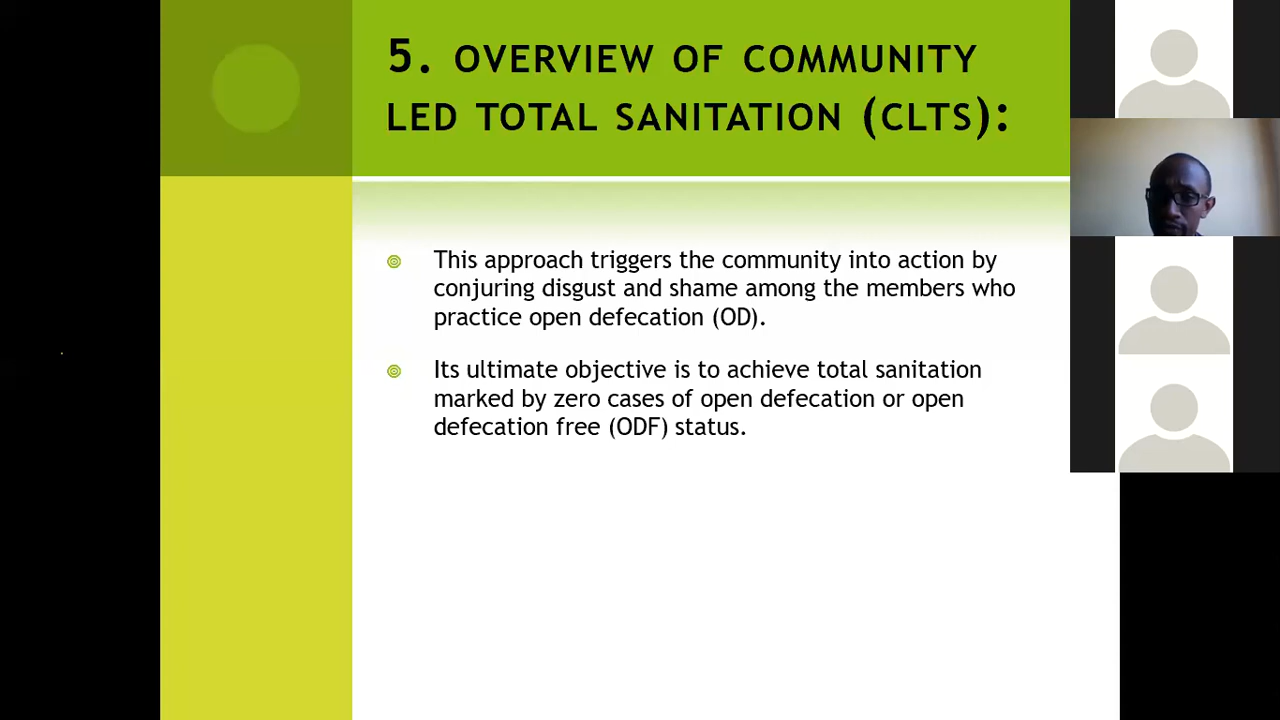 5. OVERVIEW OF COMMUNITY
LED TOTAL SANITATION (CLTS):
This approach triggers the community into action by
conjuring disgust and shame among the members who
practice open defecation (OD).
Its ultimate objective is to achieve total sanitation
marked by zero cases of open defecation or open
defecation free (ODF) status.